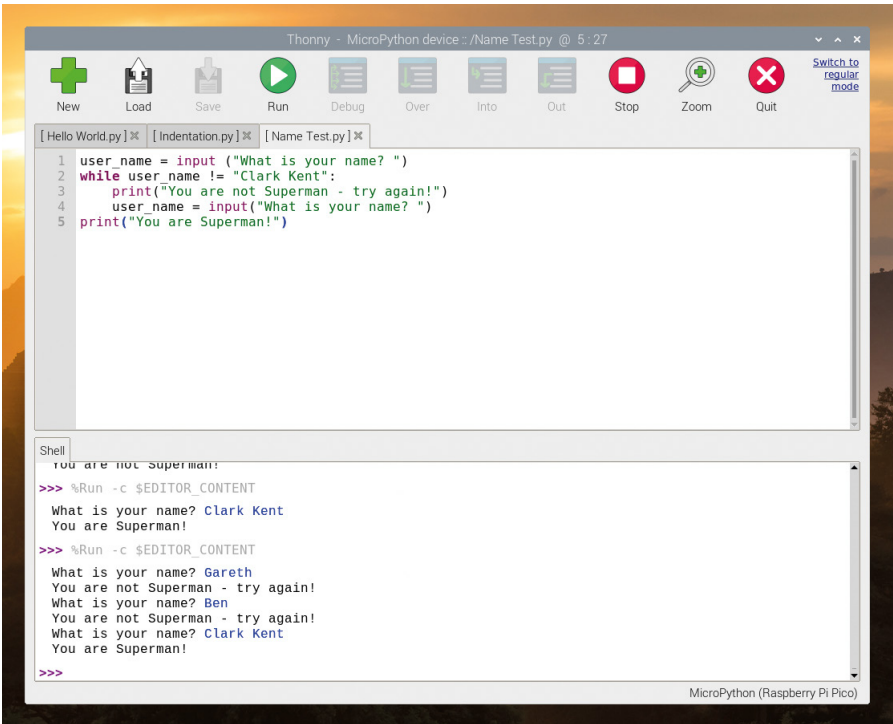 Thonny - MicroPython device :: /Name Test.py @ 5 : 27
New Load Save Run Debug Over Into Out Stop Zoom Quit
Switch to
regular
mode
[ Hello World.py ] [ Indentation.py ] [ Name Test.py ]
1 user_name = input ("What is your name? ")
2 while user_name != "Clark Kent":
3     print("You are not Superman - try again!")
4     user_name = input("What is your name? ")
5 print("You are Superman!")
Shell
You are not Superman!
>>> %Run -c $EDITOR_CONTENT
What is your name? Clark Kent
You are Superman!
>>> %Run -c $EDITOR_CONTENT
What is your name? Gareth
You are not Superman - try again!
What is your name? Ben
You are not Superman - try again!
What is your name? Clark Kent
You are Superman!
>>>
MicroPython (Raspberry Pi Pico)